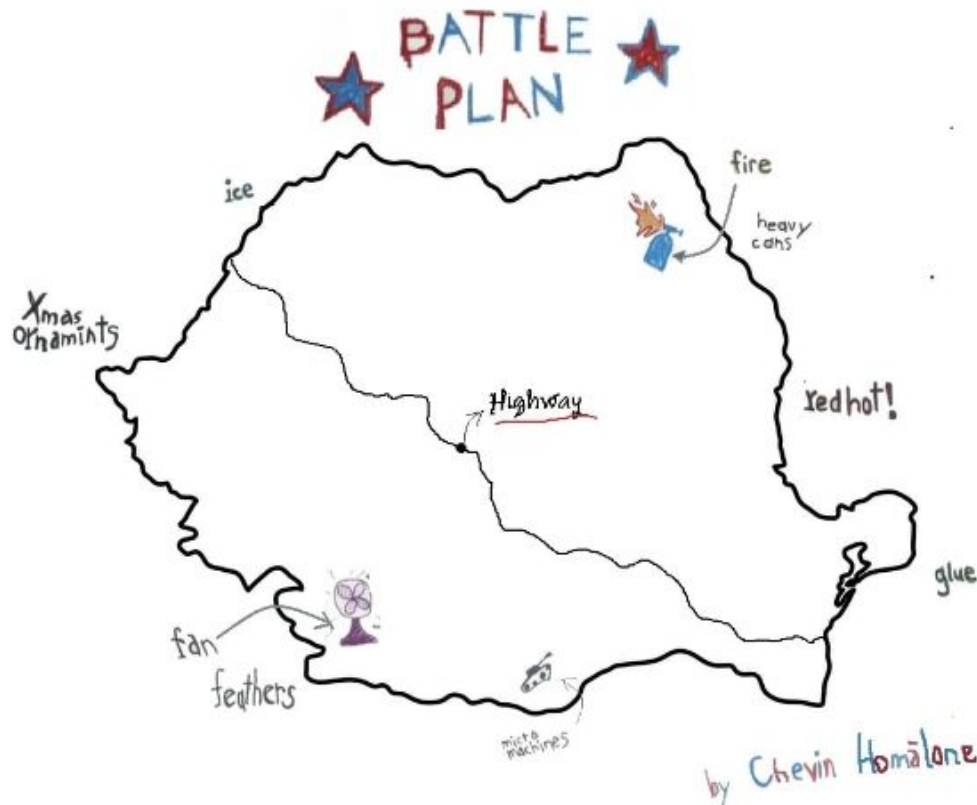 BATTLE
PLAN
ice
fire
heavy
cans
Xmas
ornamints
Highway
redhot!
glue
fan
feathers
micro
machines
by Chevin Homālone